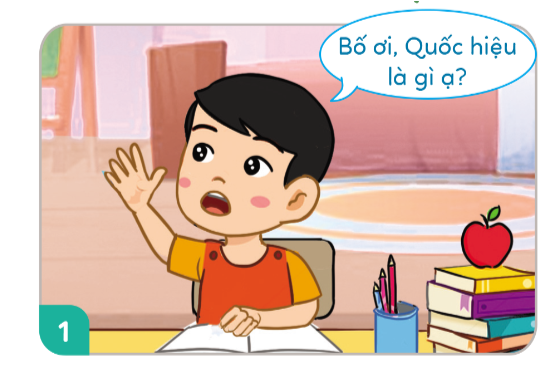 Bố ơi, Quốc hiệu
là gì ạ?
1